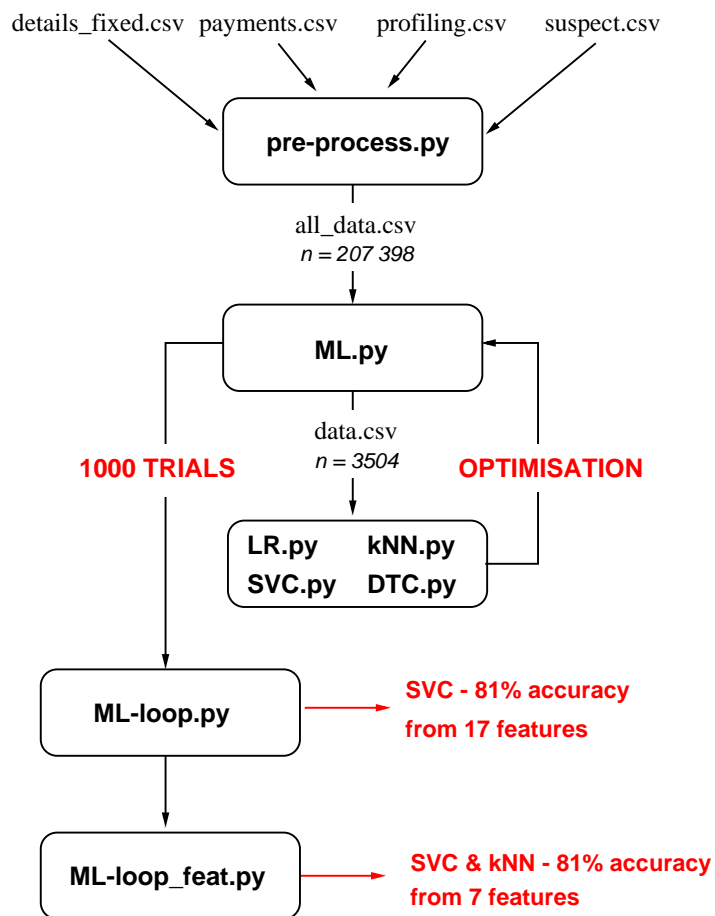 details_fixed.csv payments.csv profiling.csv suspect.csv
pre-process.py
all_data.csv
n = 207 398
ML.py
data.csv
n = 3504
1000 TRIALS
OPTIMISATION
LR.py kNN.py
SVC.py DTC.py
ML-loop.py
SVC - 81% accuracy
from 17 features
ML-loop_feat.py
SVC & kNN - 81% accuracy
from 7 features